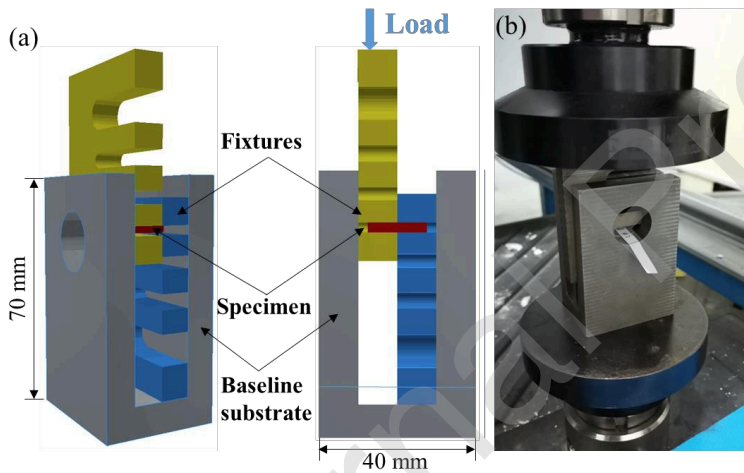 (a)
Load
(b)
Fixtures
70 mm
Specimen
Baseline
substrate
40 mm